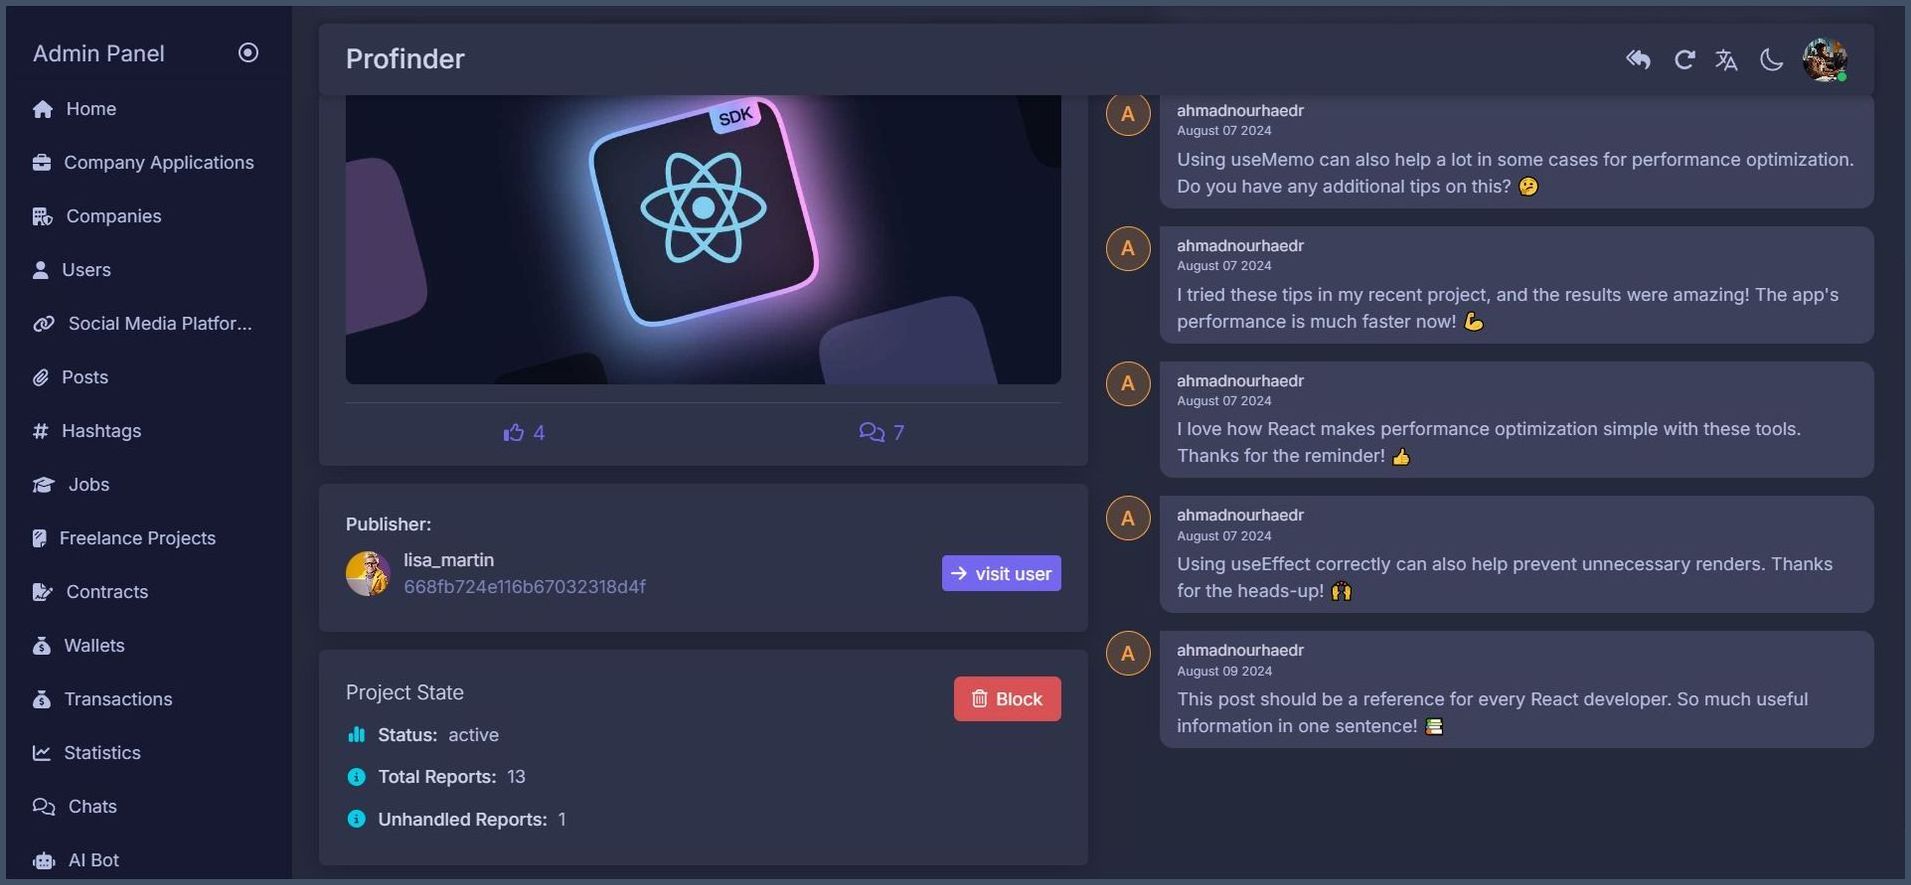 Admin Panel
Home
Company Applications
Companies
Users
Social Media Platfor...
Posts
Hashtags
Jobs
Freelance Projects
Contracts
Wallets
Transactions
Statistics
Chats
AI Bot
Profinder
SDK
4
7
Publisher:
lisa_martin
668fb724e116b67032318d4f
visit user
Project State
Block
Status: active
Total Reports: 13
Unhandled Reports: 1
A
ahmadnourhaedr
August 07 2024
Using useMemo can also help a lot in some cases for performance optimization.
Do you have any additional tips on this? 🤔
A
ahmadnourhaedr
August 07 2024
I tried these tips in my recent project, and the results were amazing! The app's
performance is much faster now! 💪
A
ahmadnourhaedr
August 07 2024
I love how React makes performance optimization simple with these tools.
Thanks for the reminder! 👍
A
ahmadnourhaedr
August 07 2024
Using useEffect correctly can also help prevent unnecessary renders. Thanks
for the heads-up! 🙌
A
ahmadnourhaedr
August 09 2024
This post should be a reference for every React developer. So much useful
information in one sentence! 📚